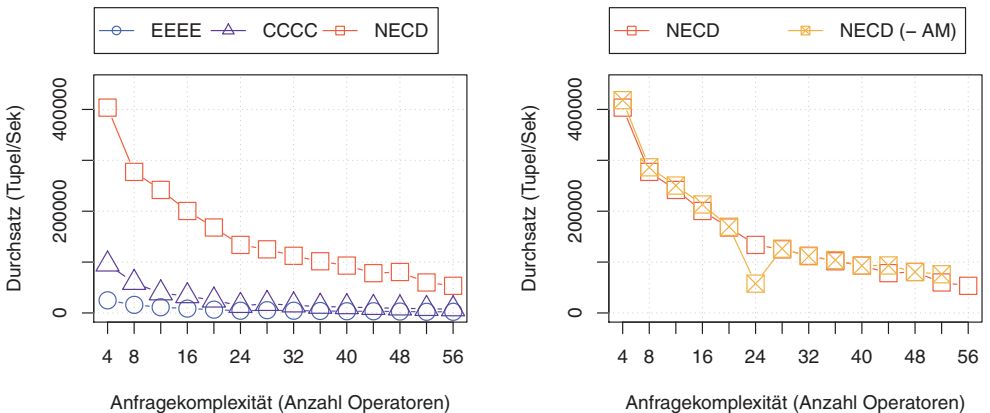 EEEE CCCC NECD
Durchsatz (Tupel/Sek)
400000
200000
0
4 8 16 24 32 40 48 56
Anfragekomplexität (Anzahl Operatoren)
NECD NECD (− AM)
Durchsatz (Tupel/Sek)
400000
200000
0
4 8 16 24 32 40 48 56
Anfragekomplexität (Anzahl Operatoren)